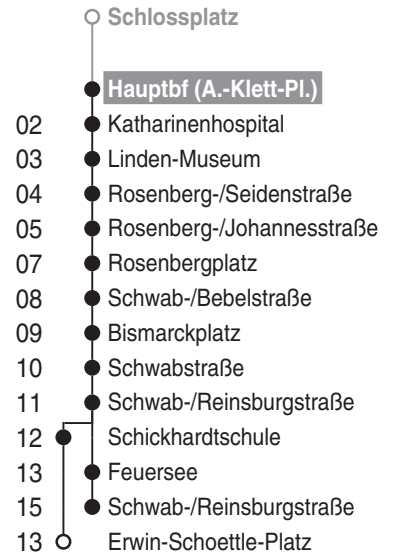 Schlossplatz
Hauptbf (A.-Klett-Pl.)
02 Katharinenhospital
03 Linden-Museum
04 Rosenberg-/Seidenstraße
05 Rosenberg-/Johannesstraße
07 Rosenbergplatz
08 Schwab-/Bebelstraße
09 Bismarckplatz
10 Schwabstraße
11 Schwab-/Reinsburgstraße
12 Schickhardtschule
13 Feuersee
15 Schwab-/Reinsburgstraße
13 Erwin-Schoettle-Platz